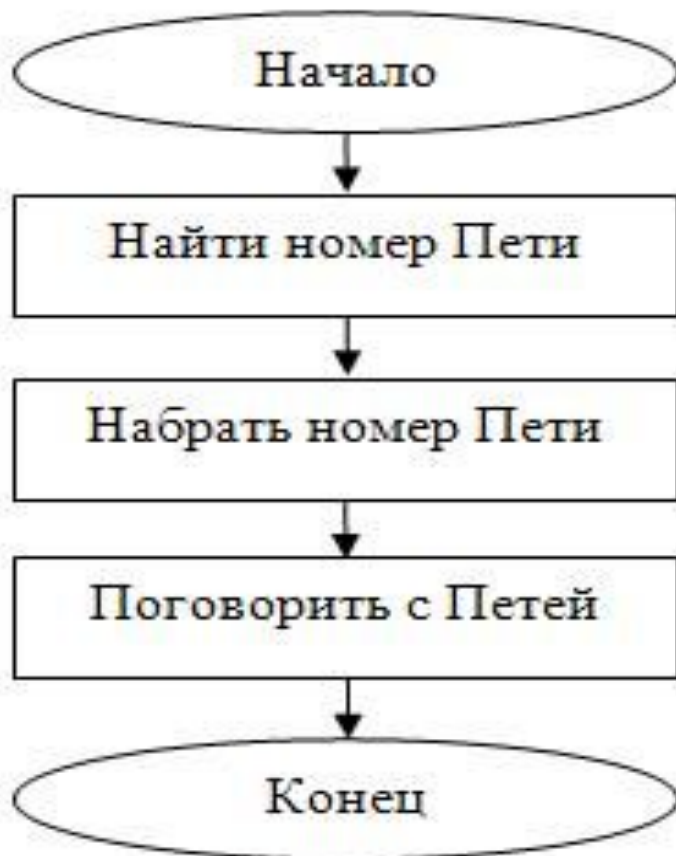 Начало
Найти номер Пети
Набрать номер Пети
Поговорить с Петей
Конец